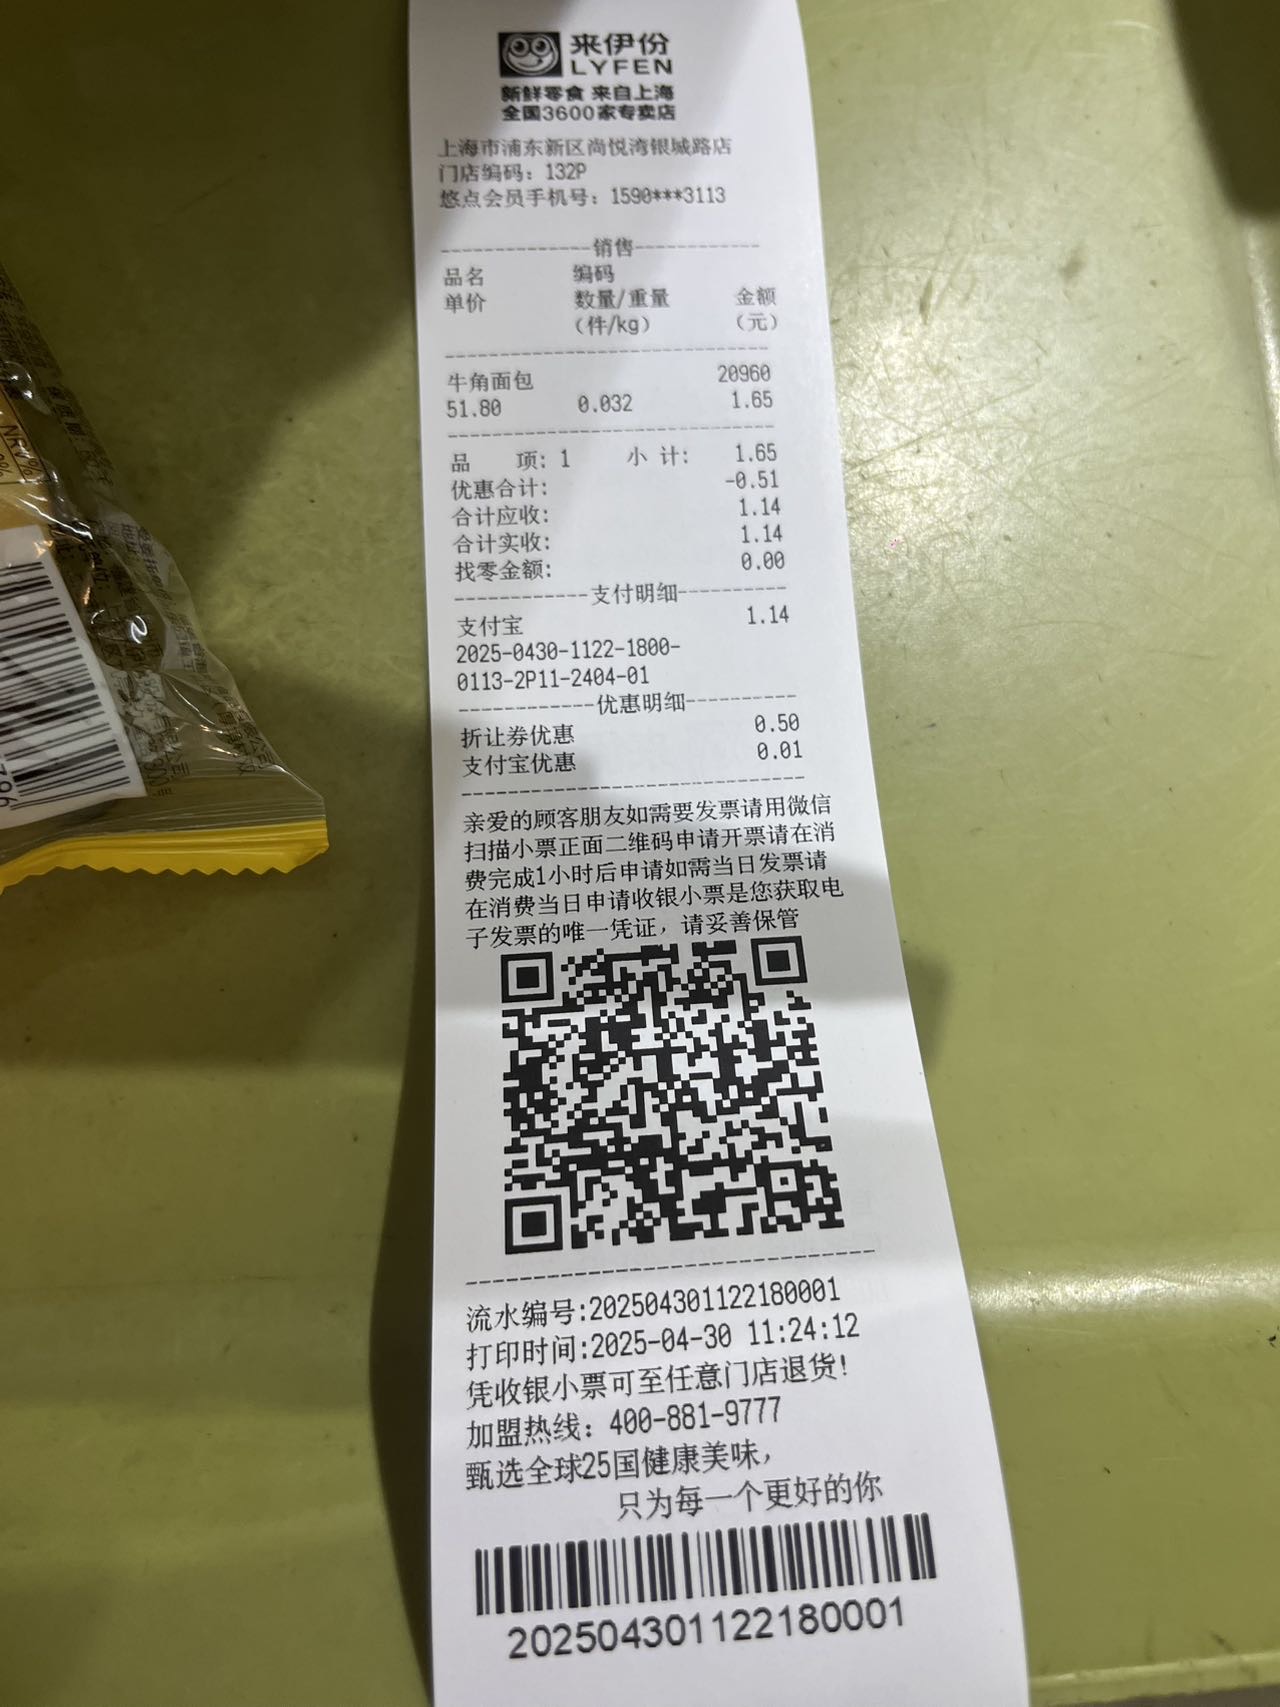 来伊份
LYFEN
新鲜零食 来自上海
全国3600家专卖店
上海市浦东新区尚悦湾银城路店
门店编码：132P
悠点会员手机号：1590***3113
-------------销售-----------
品名 编码
单价 数量/重量 金额
（件/kg） （元）
牛角面包 20960
51.80 0.032 1.65
品 项: 1 小 计: 1.65
优惠合计: -0.51
合计应收: 1.14
合计实收: 1.14
找零金额: 0.00
------------支付明细----------
支付宝 1.14
2025-0430-1122-1800-
0113-2P11-2404-01
------------优惠明细----------
折让券优惠 0.50
支付宝优惠 0.01
亲爱的顾客朋友如需要发票请用微信
扫描小票正面二维码申请开票请在消
费完成1小时后申请如需当日发票请
在消费当日申请收银小票是您获取电
子发票的唯一凭证，请妥善保管
流水编号:202504301122180001
打印时间:2025-04-30 11:24:12
凭收银小票可至任意门店退货!
加盟热线：400-881-9777
甄选全球25国健康美味，
只为每一个更好的你
202504301122180001
NRV%